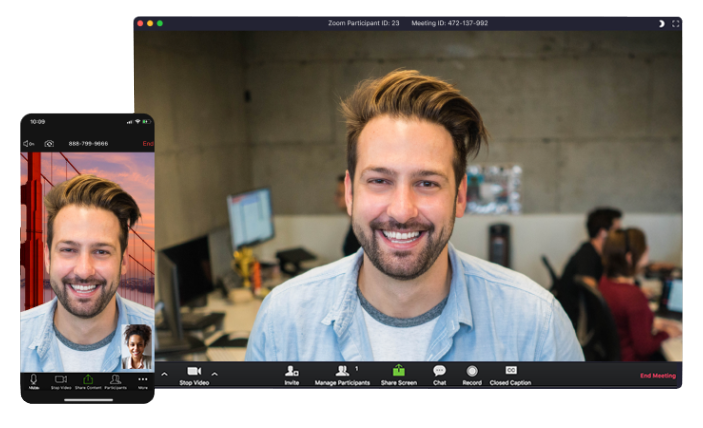 Zoom Participant ID: 23 Meeting ID: 472-137-992
10:09
888-799-9666 End
Stop Video Share Content Participants More
Stop Video Invite Manage Participants 1 Share Screen Chat Record Closed Caption End Meeting
CC